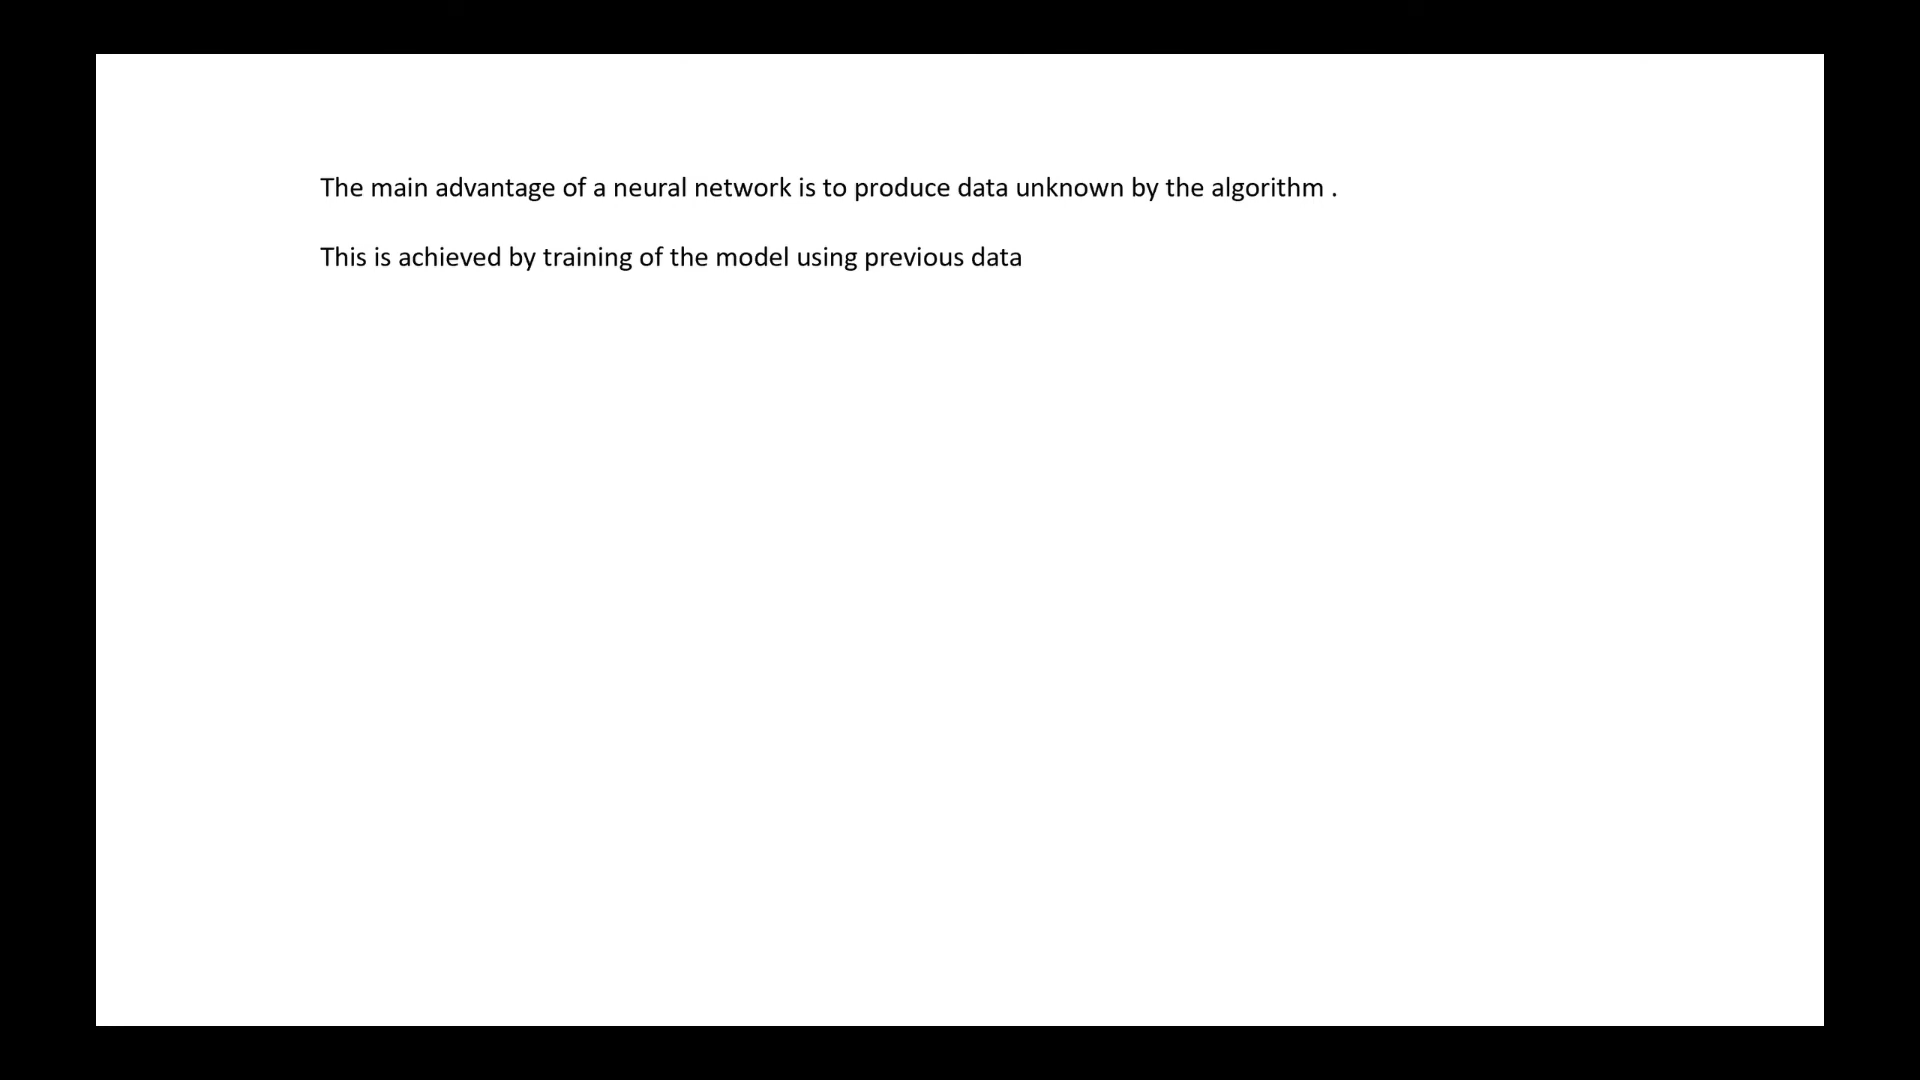 The main advantage of a neural network is to produce data unknown by the algorithm .
This is achieved by training of the model using previous data